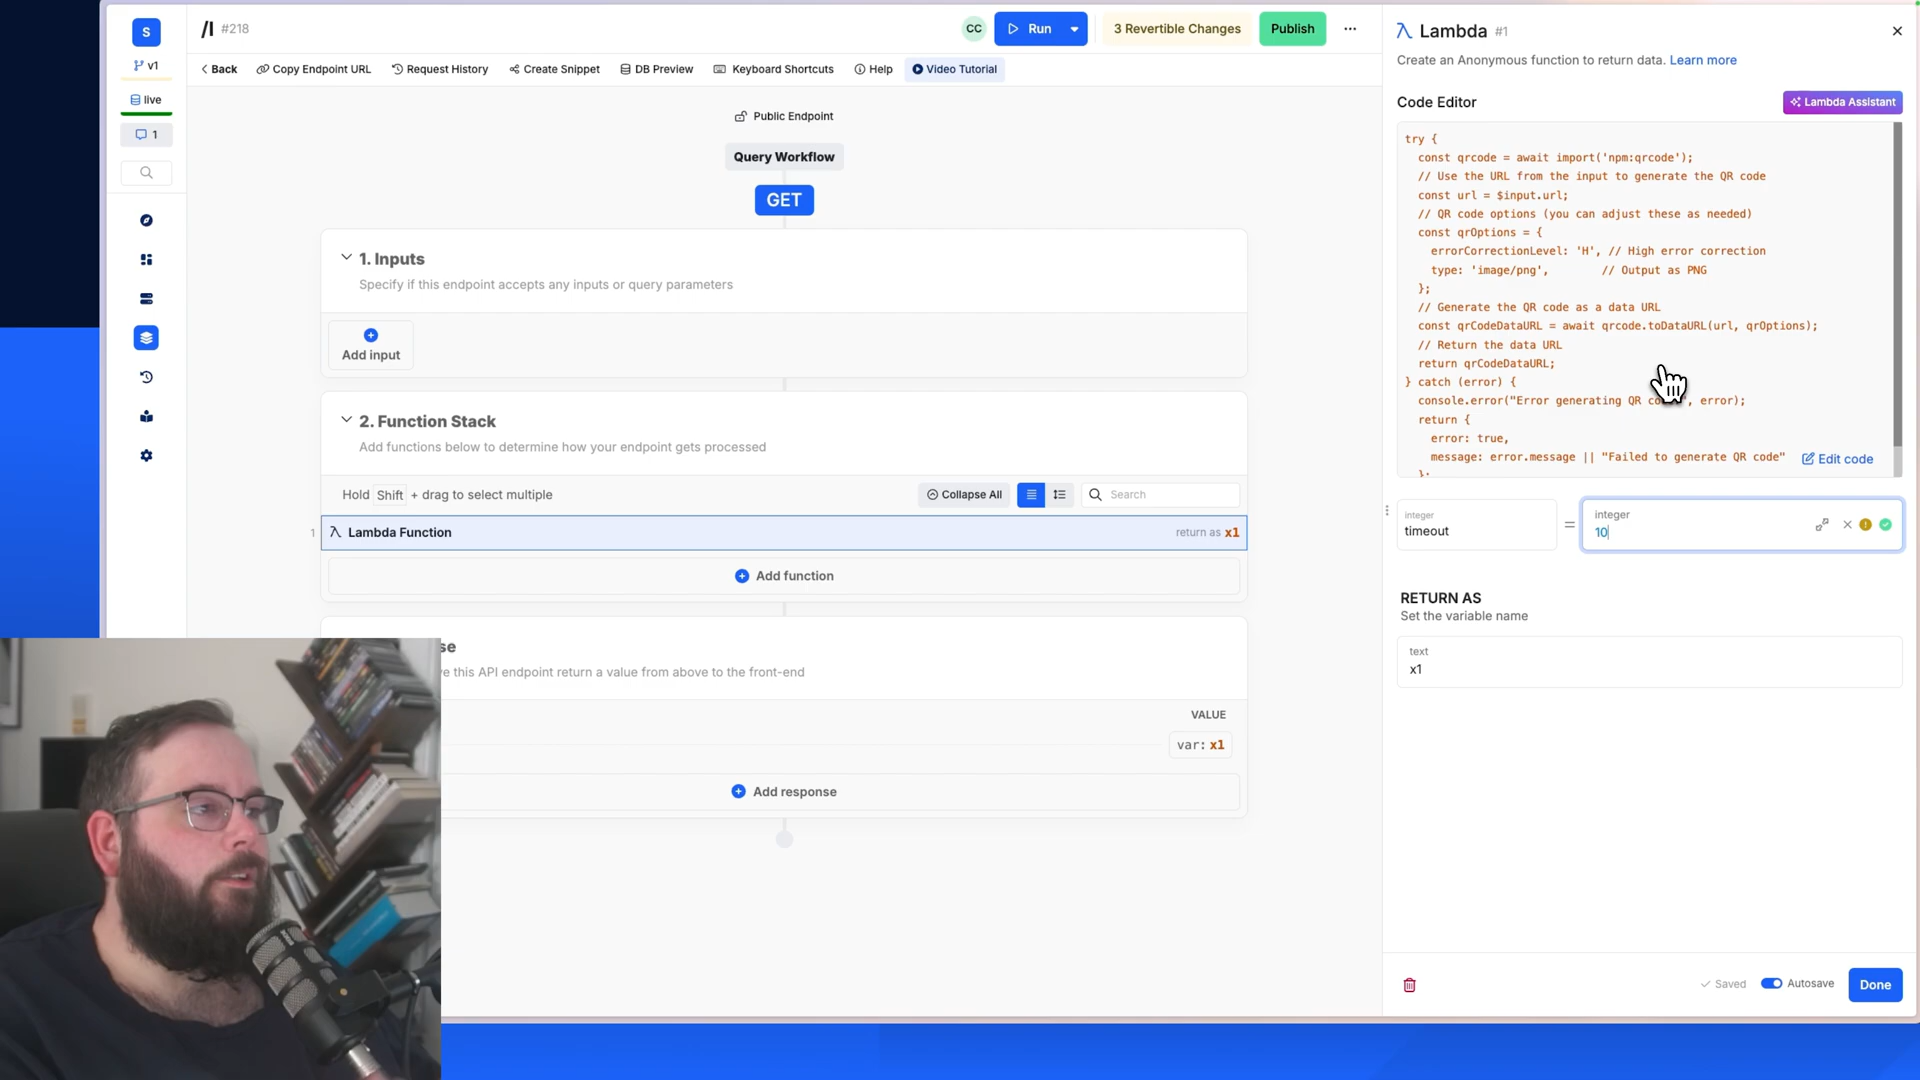 S
/l #218
CC
Run
3 Revertible Changes
Publish
v1
Back
Copy Endpoint URL
Request History
Create Snippet
DB Preview
Keyboard Shortcuts
Help
Video Tutorial
live
1
Public Endpoint
Query Workflow
GET
1. Inputs
Specify if this endpoint accepts any inputs or query parameters
Add input
2. Function Stack
Add functions below to determine how your endpoint gets processed
Hold Shift + drag to select multiple
Collapse All
Search
1 Lambda Function
return as x1
Add function
se
e this API endpoint return a value from above to the front-end
VALUE
var: x1
Add response
Lambda #1
Create an Anonymous function to return data. Learn more
Code Editor
Lambda Assistant
try {
const qrcode = await import('npm:qrcode');
// Use the URL from the input to generate the QR code
const url = $input.url;
// QR code options (you can adjust these as needed)
const qrOptions = {
errorCorrectionLevel: 'H', // High error correction
type: 'image/png', // Output as PNG
};
// Generate the QR code as a data URL
const qrCodeDataURL = await qrcode.toDataURL(url, qrOptions);
// Return the data URL
return qrCodeDataURL;
} catch (error) {
console.error("Error generating QR co ", error);
return {
error: true,
message: error.message || "Failed to generate QR code"
};
Edit code
integer
timeout
=
integer
10
RETURN AS
Set the variable name
text
x1
Saved
Autosave
Done